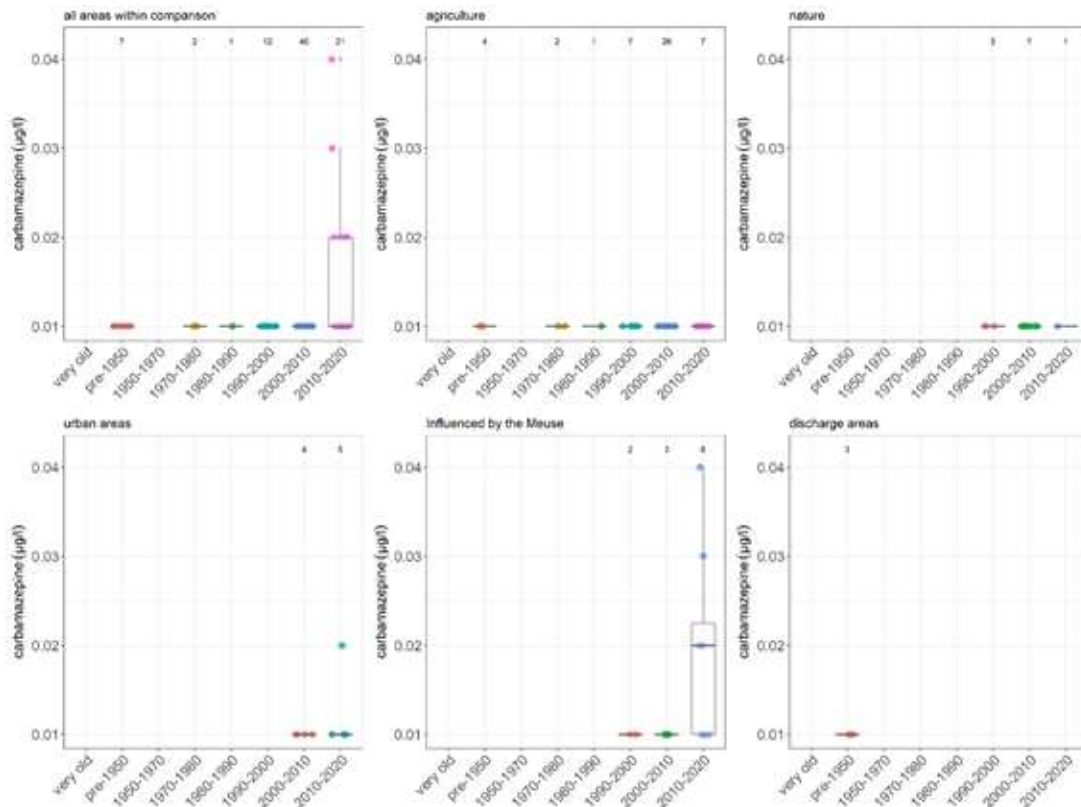 all areas within comparison
7 2 1 12 40 21
carbamazepine (µg/l)
0.04
0.03
0.02
0.01
very old
pre-1950
1950-1970
1970-1980
1980-1990
1990-2000
2000-2010
2010-2020
agriculture
4 2 1 7 26 7
carbamazepine (µg/l)
0.04
0.03
0.02
0.01
very old
pre-1950
1950-1970
1970-1980
1980-1990
1990-2000
2000-2010
2010-2020
nature
1
carbamazepine (µg/l)
0.04
0.03
0.02
0.01
very old
pre-1950
1950-1970
1970-1980
1980-1990
1990-2000
2000-2010
2010-2020
urban areas
4 5
carbamazepine (µg/l)
0.04
0.03
0.02
0.01
very old
pre-1950
1950-1970
1970-1980
1980-1990
1990-2000
2000-2010
2010-2020
Influenced by the Meuse
2 3 8
carbamazepine (µg/l)
0.04
0.03
0.02
0.01
very old
pre-1950
1950-1970
1970-1980
1980-1990
1990-2000
2000-2010
2010-2020
discharge areas
3
carbamazepine (µg/l)
0.04
0.03
0.02
0.01
very old
pre-1950
1950-1970
1970-1980
1980-1990
1990-2000
2000-2010
2010-2020